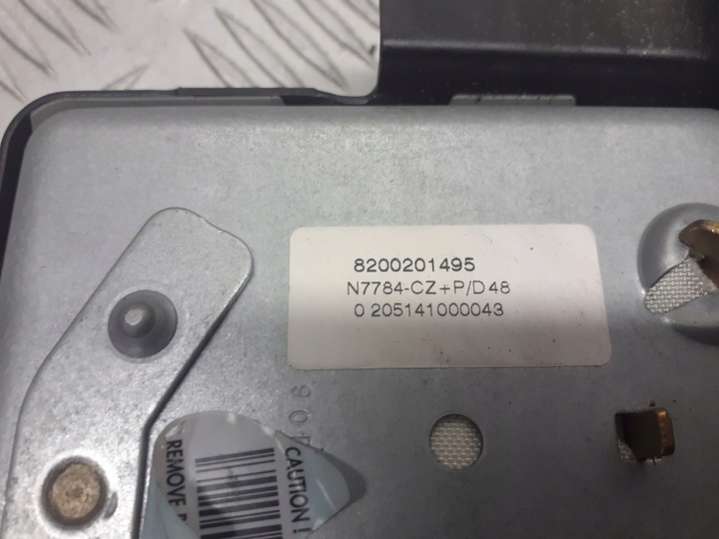 8200201495
N7784-CZ+P/D48
0 205141000043
CAUTION !
REMOVE